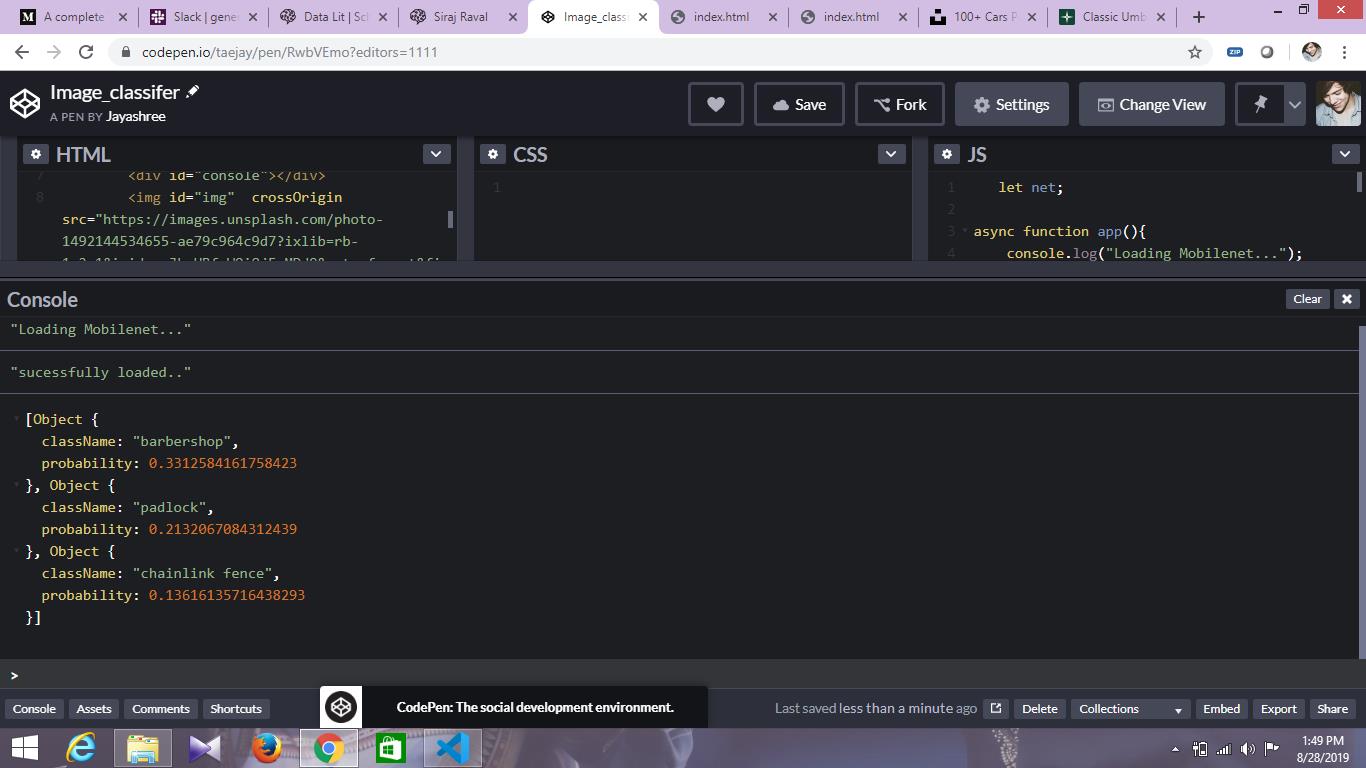 A complete
Slack | gene
Data Lit | Sc
Siraj Raval
Image_class
index.html
index.html
100+ Cars P
Classic Umb
codepen.io/taejay/pen/RwbVEmo?editors=1111
ZIP
Image_classifer
A PEN BY Jayashree
Save
Fork
Settings
Change View
HTML
CSS
JS
7 <div id="console"></div>
8 <img id="img" crossOrigin
src="https://images.unsplash.com/photo-
1492144534655-ae79c964c9d7?ixlib=rb-
1
1 let net;
2
3 async function app(){
4 console.log("Loading Mobilenet...");
Console
Clear
"Loading Mobilenet..."
"sucessfully loaded.."
[Object {
className: "barbershop",
probability: 0.3312584161758423
}, Object {
className: "padlock",
probability: 0.2132067084312439
}, Object {
className: "chainlink fence",
probability: 0.13616135716438293
}]
>
Console
Assets
Comments
Shortcuts
CodePen: The social development environment.
Last saved less than a minute ago
Delete
Collections
Embed
Export
Share
1:49 PM
8/28/2019